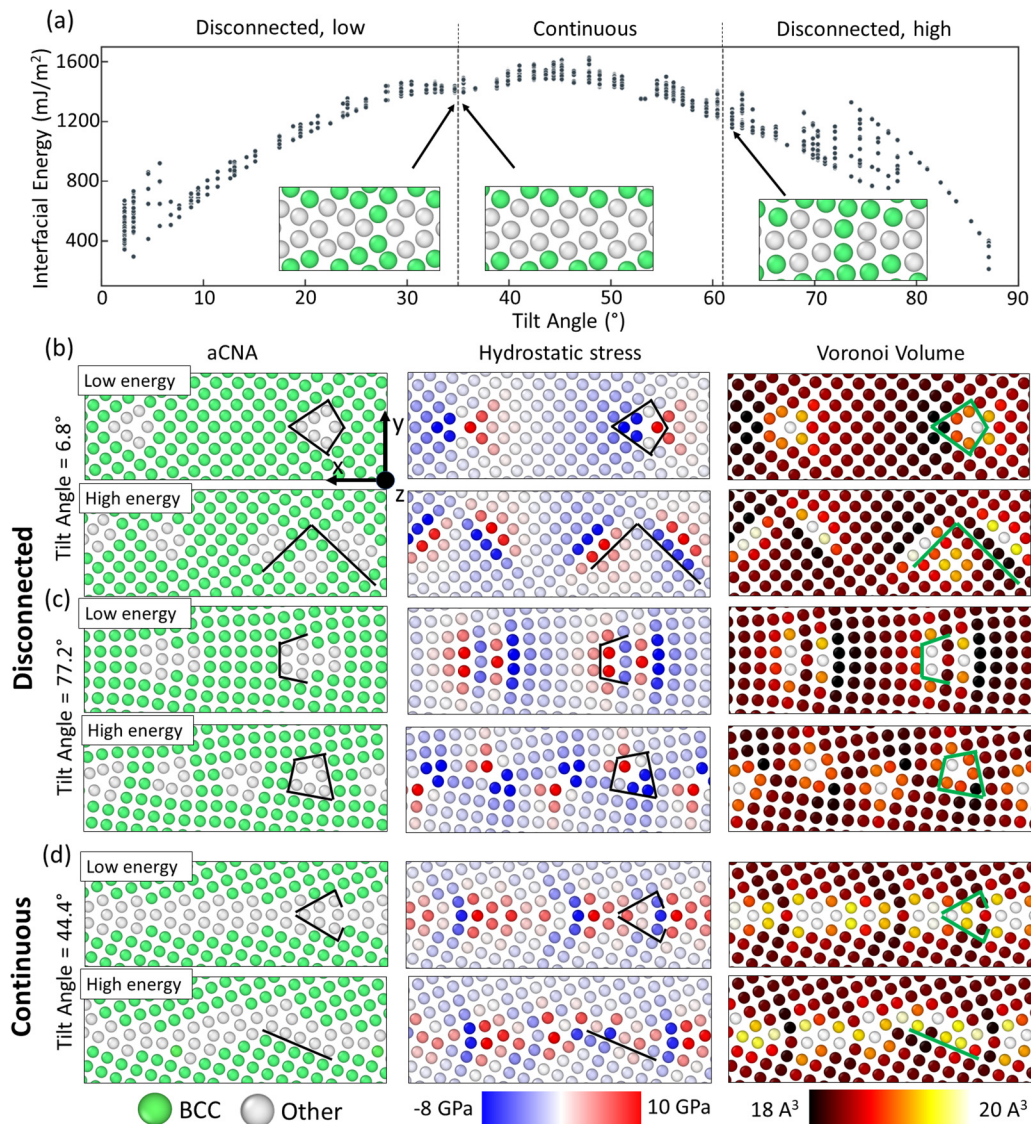 (a)
Disconnected, low
Continuous
Disconnected, high
Interfacial Energy (mJ/m²)
1600
1200
800
400
0
10
20
30
40
50
60
70
80
90
Tilt Angle (°)
(b)
aCNA
Hydrostatic stress
Voronoi Volume
Disconnected
Tilt Angle = 6.8°
Low energy
y
x
z
High energy
(c)
Tilt Angle = 77.2°
Low energy
High energy
(d)
Continuous
Tilt Angle = 44.4°
Low energy
High energy
BCC
Other
-8 GPa
10 GPa
18 A³
20 A³